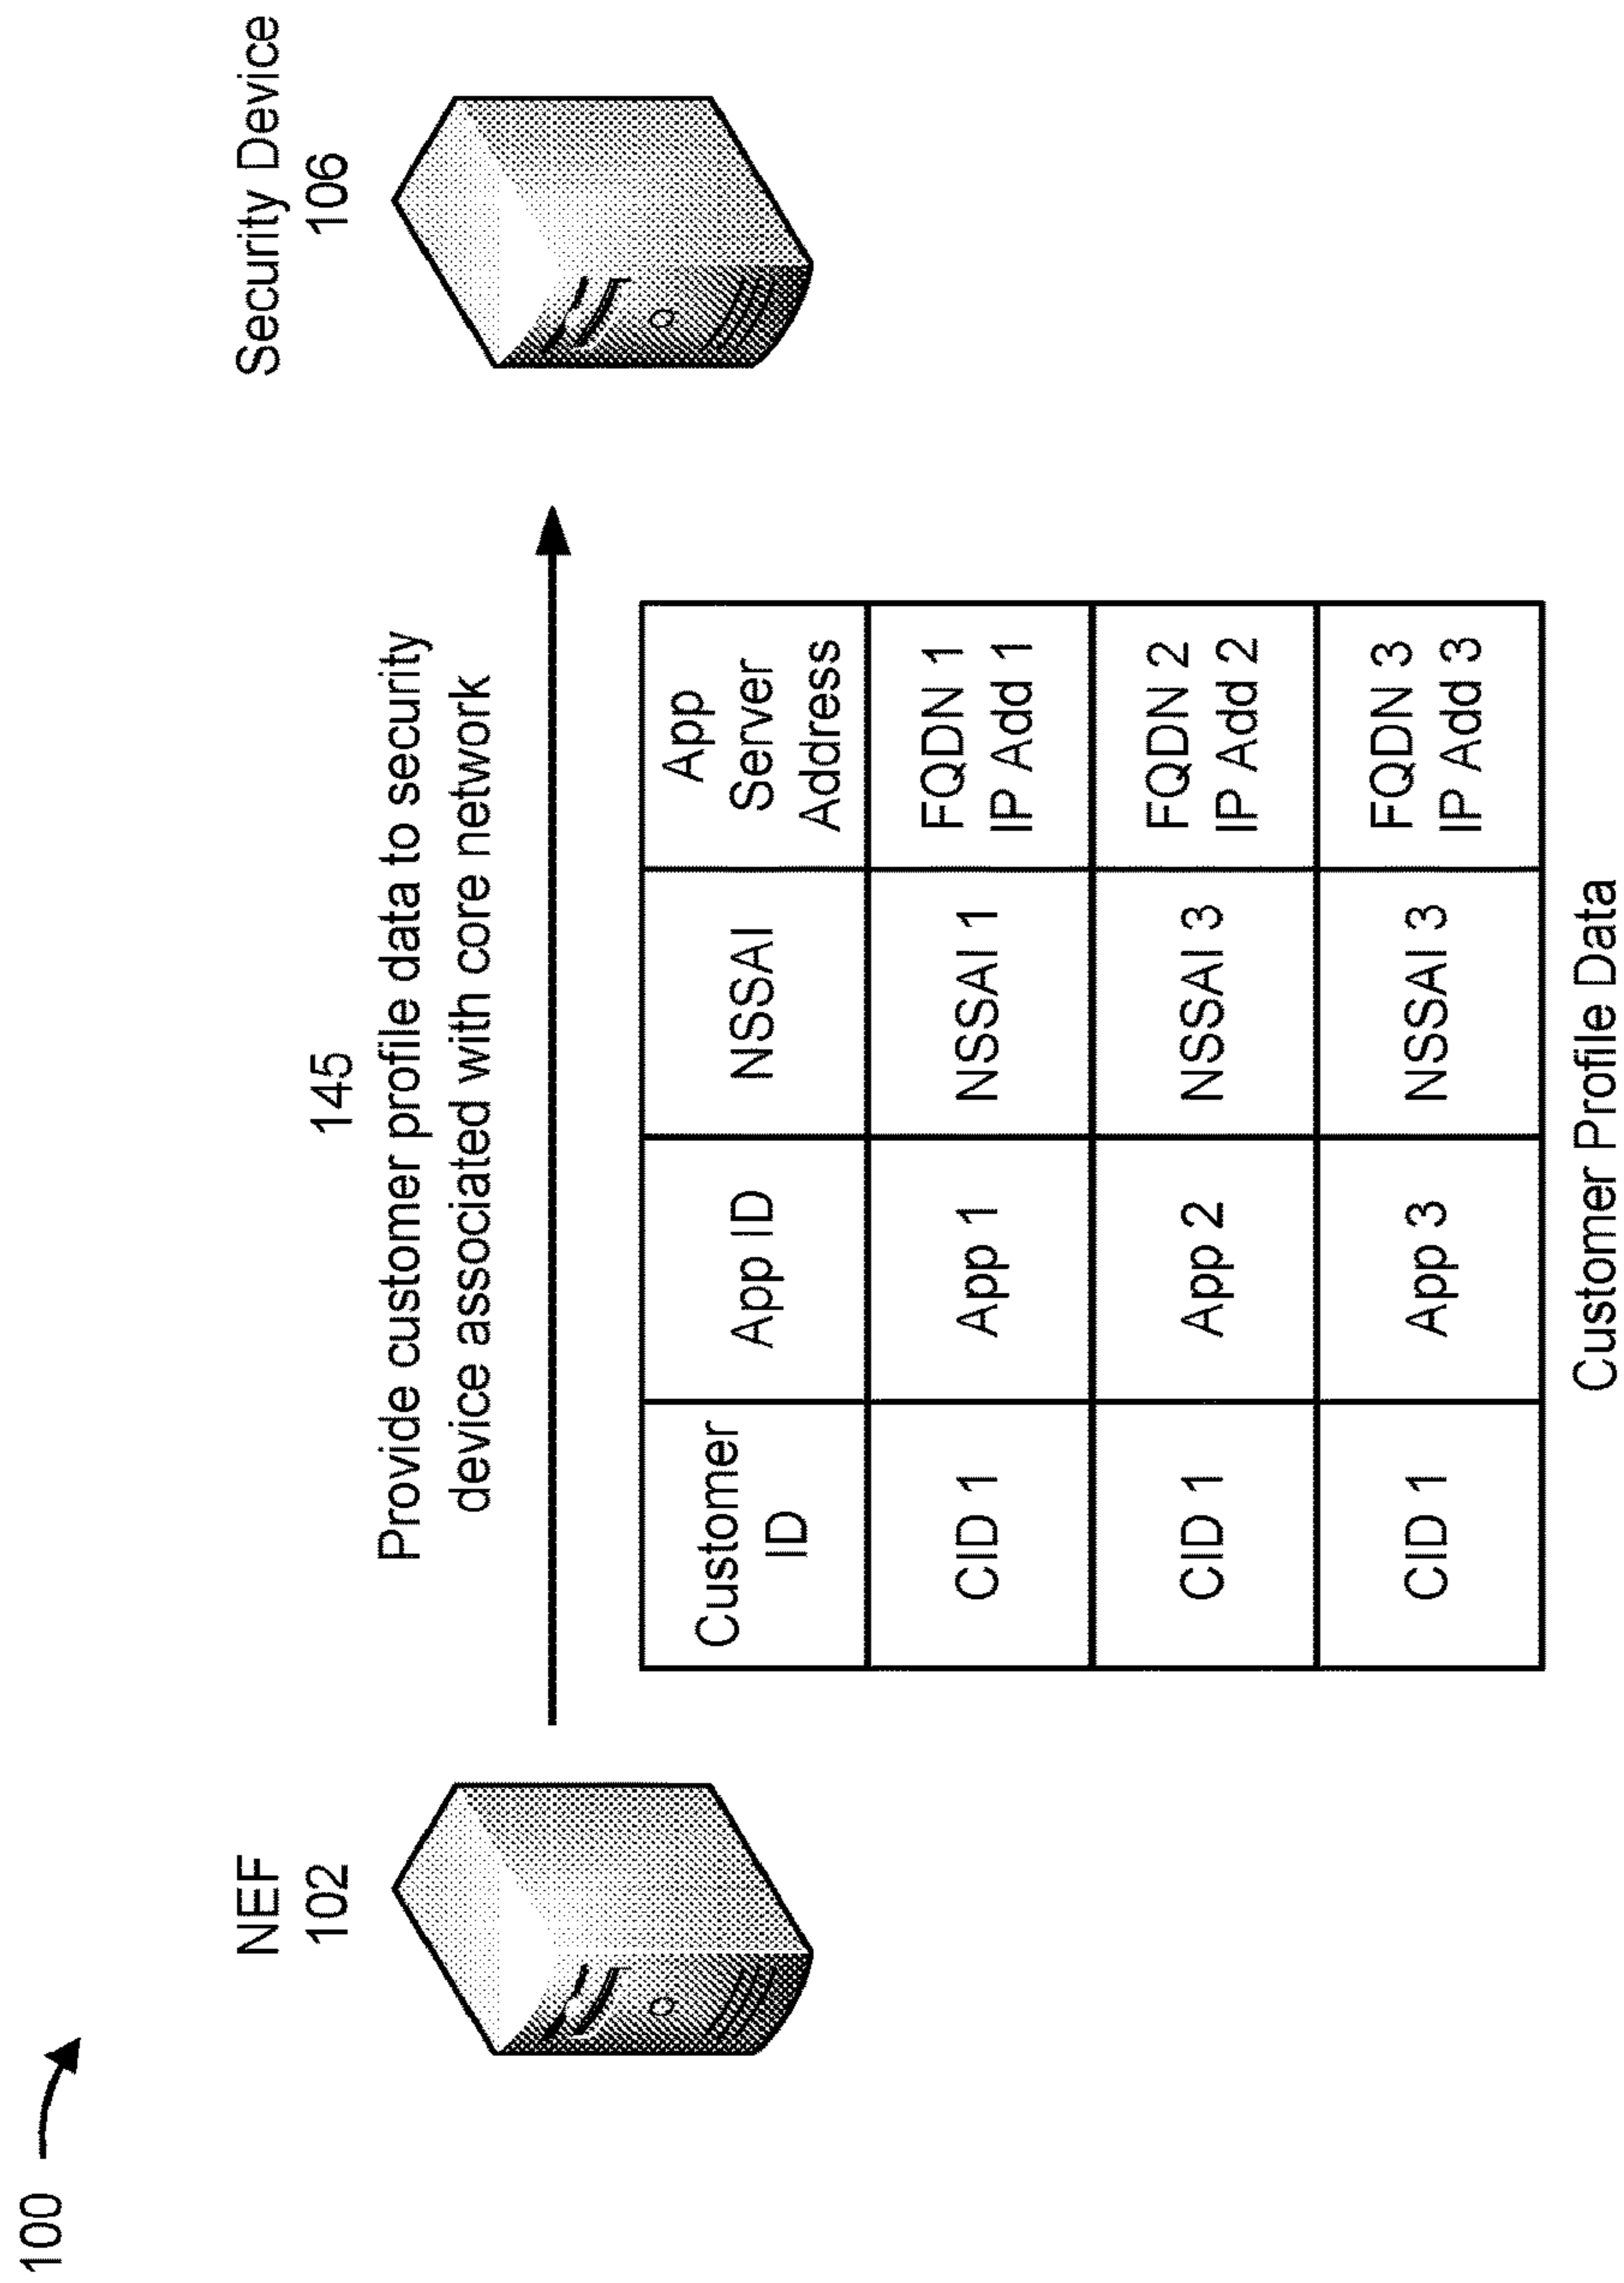 100
NEF
102
145
Provide customer profile data to security
device associated with core network
Security Device
106
Customer
ID
App ID
NSSAI
App
Server
Address
CID 1
App 1
NSSAI 1
FQDN 1
IP Add 1
CID 1
App 2
NSSAI 3
FQDN 2
IP Add 2
CID 1
App 3
NSSAI 3
FQDN 3
IP Add 3
Customer Profile Data